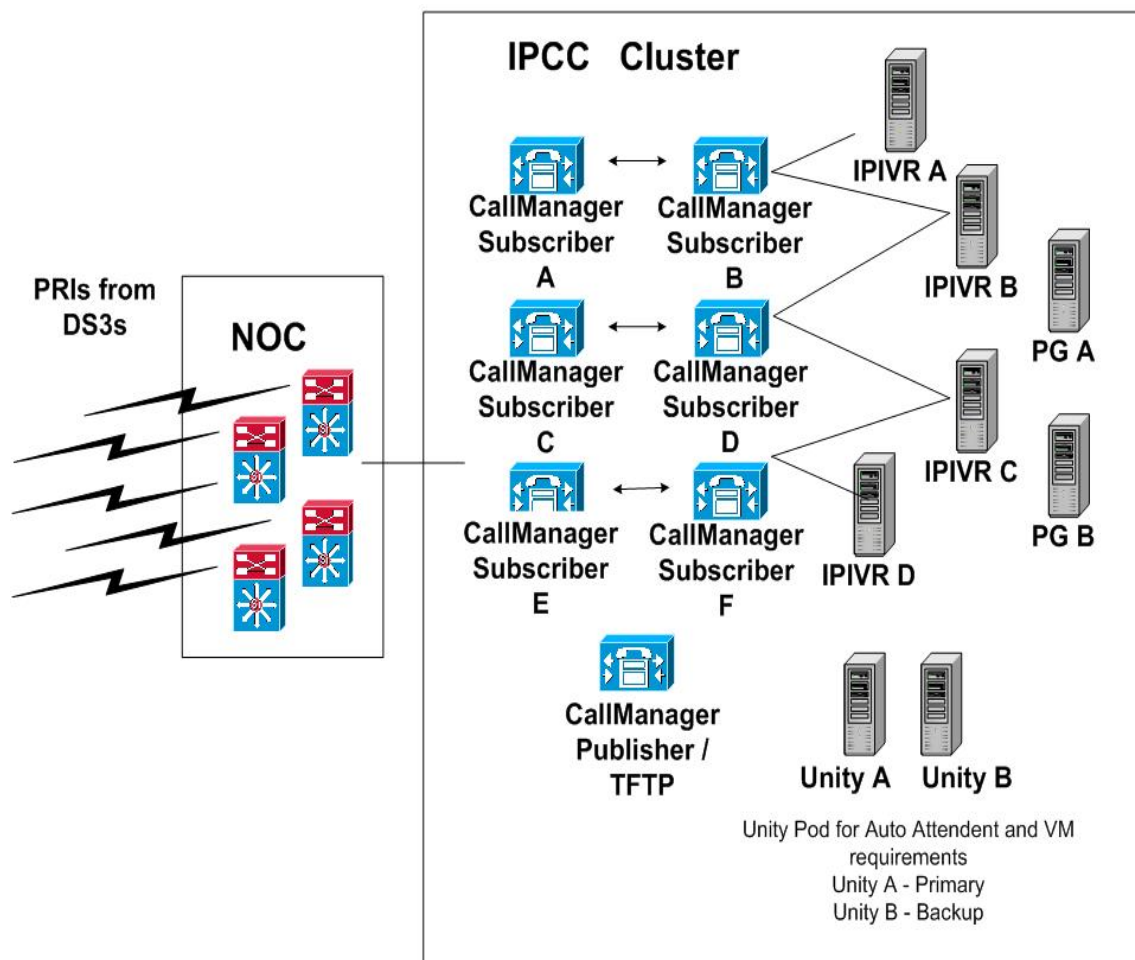 IPCC Cluster
IPIVR A
CallManager
Subscriber
A
CallManager
Subscriber
B
IPIVR B
PG A
PRIs from
DS3s
NOC
CallManager
Subscriber
C
CallManager
Subscriber
D
IPIVR C
PG B
CallManager
Subscriber
E
CallManager
Subscriber
F
IPIVR D
CallManager
Publisher /
TFTP
Unity A
Unity B
Unity Pod for Auto Attendent and VM
requirements
Unity A - Primary
Unity B - Backup